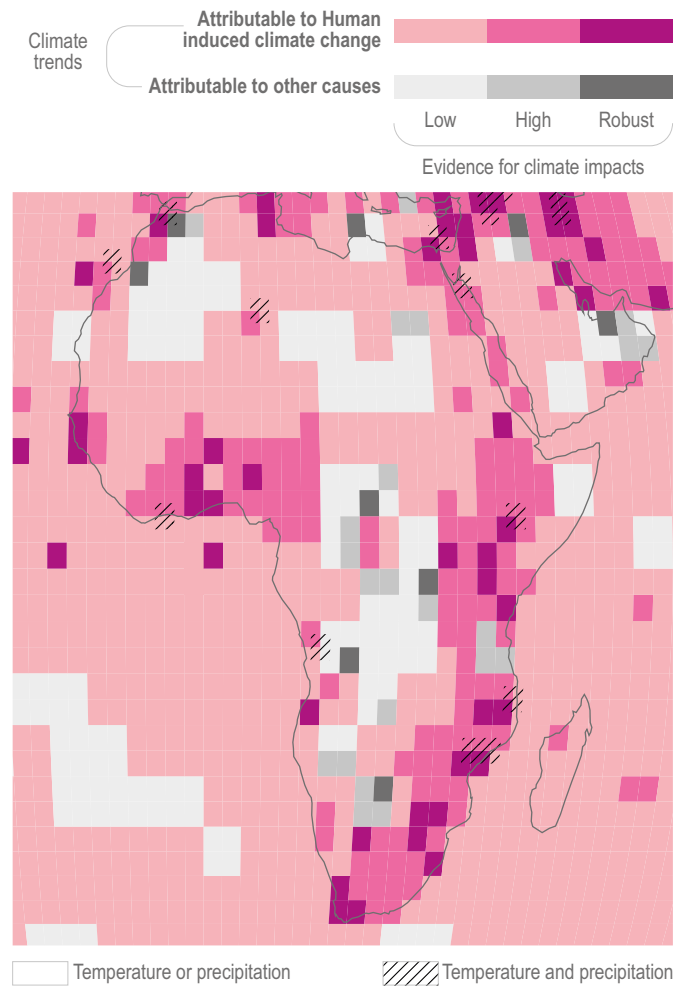 Climate
trends
Attributable to Human
induced climate change
Attributable to other causes
Low
High
Robust
Evidence for climate impacts
Temperature or precipitation
Temperature and precipitation